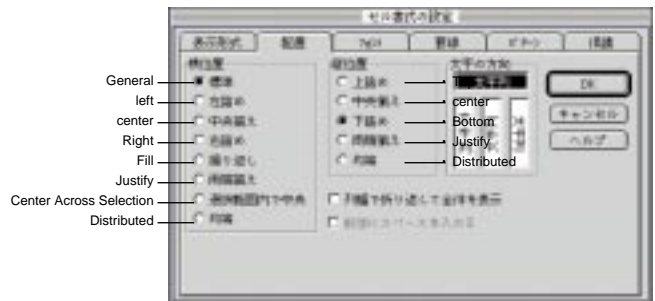 セル書式の設定
表示形式 配置 ﾌｫﾝﾄ 罫線 ﾊﾟﾀｰﾝ 保護
横位置
標準
左詰め
中央揃え
右詰め
繰り返し
両端揃え
選択範囲内で中央
均端
縦位置
上詰め
中央揃え
下詰め
両端揃え
均端
文字の方向
文字列
OK
キャンセル
ヘルプ
列幅で折り返して全体を表示
General
left
center
Right
Fill
Justify
Center Across Selection
Distributed
T
center
Bottom
Justify
Distributed